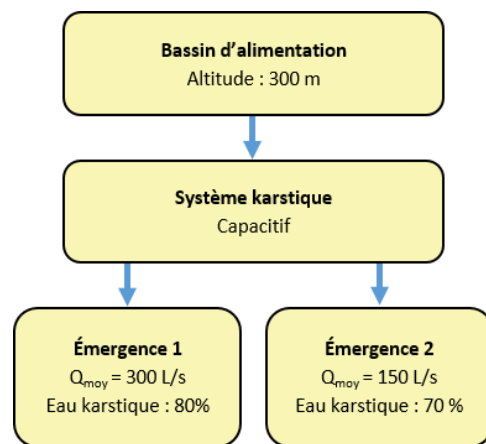 Bassin d’alimentation
Altitude : 300 m
Système karstique
Capacitif
Émergence 1
Qmoy = 300 L/s
Eau karstique : 80%
Émergence 2
Qmoy = 150 L/s
Eau karstique : 70 %